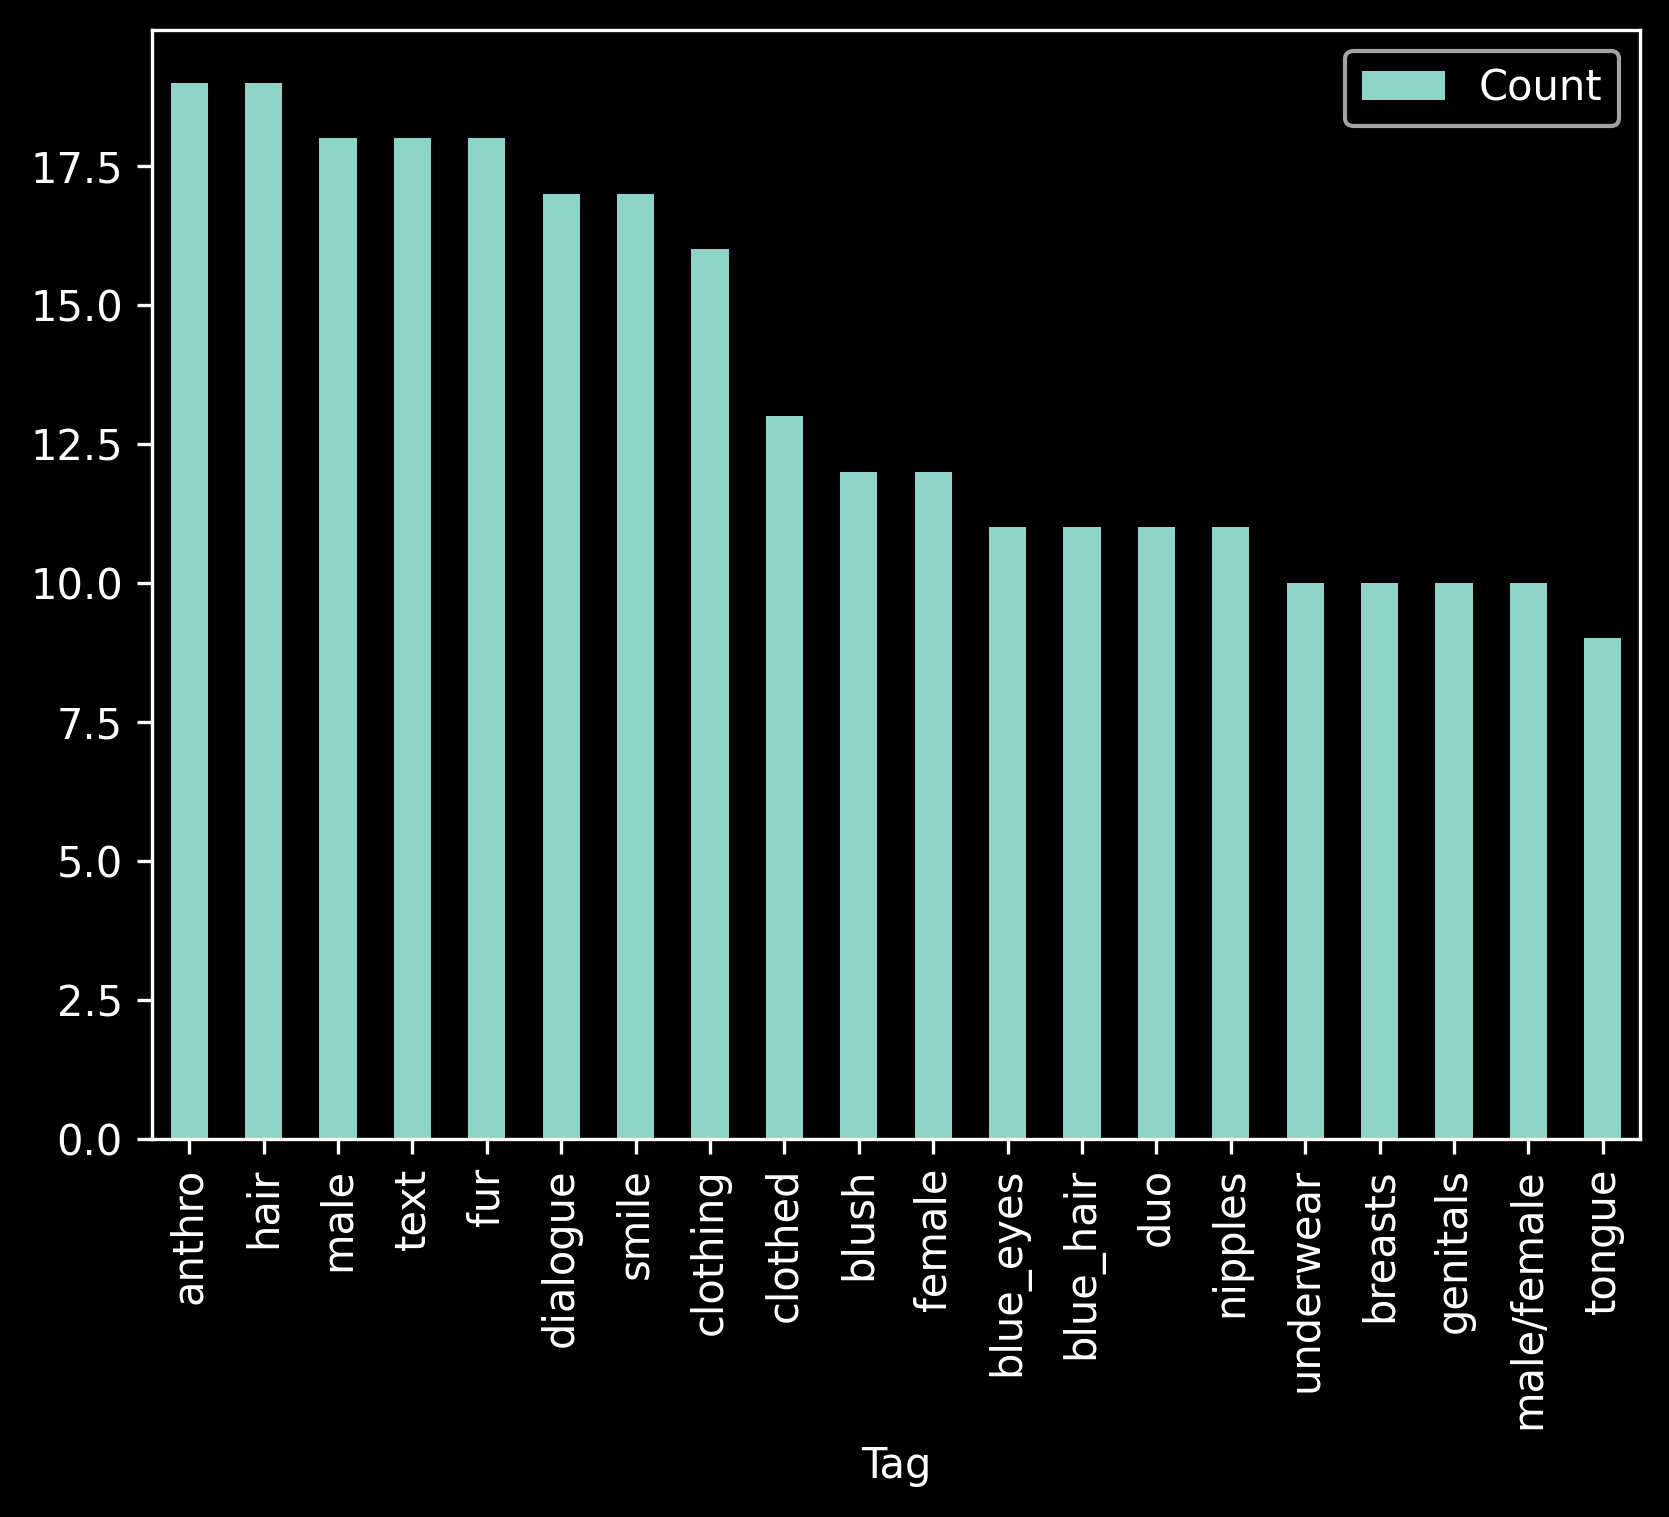 Count
17.5
15.0
12.5
10.0
7.5
5.0
2.5
0.0
anthro
hair
male
text
fur
dialogue
smile
clothing
clothed
blush
female
blue_eyes
blue_hair
duo
nipples
underwear
breasts
genitals
male/female
tongue
Tag